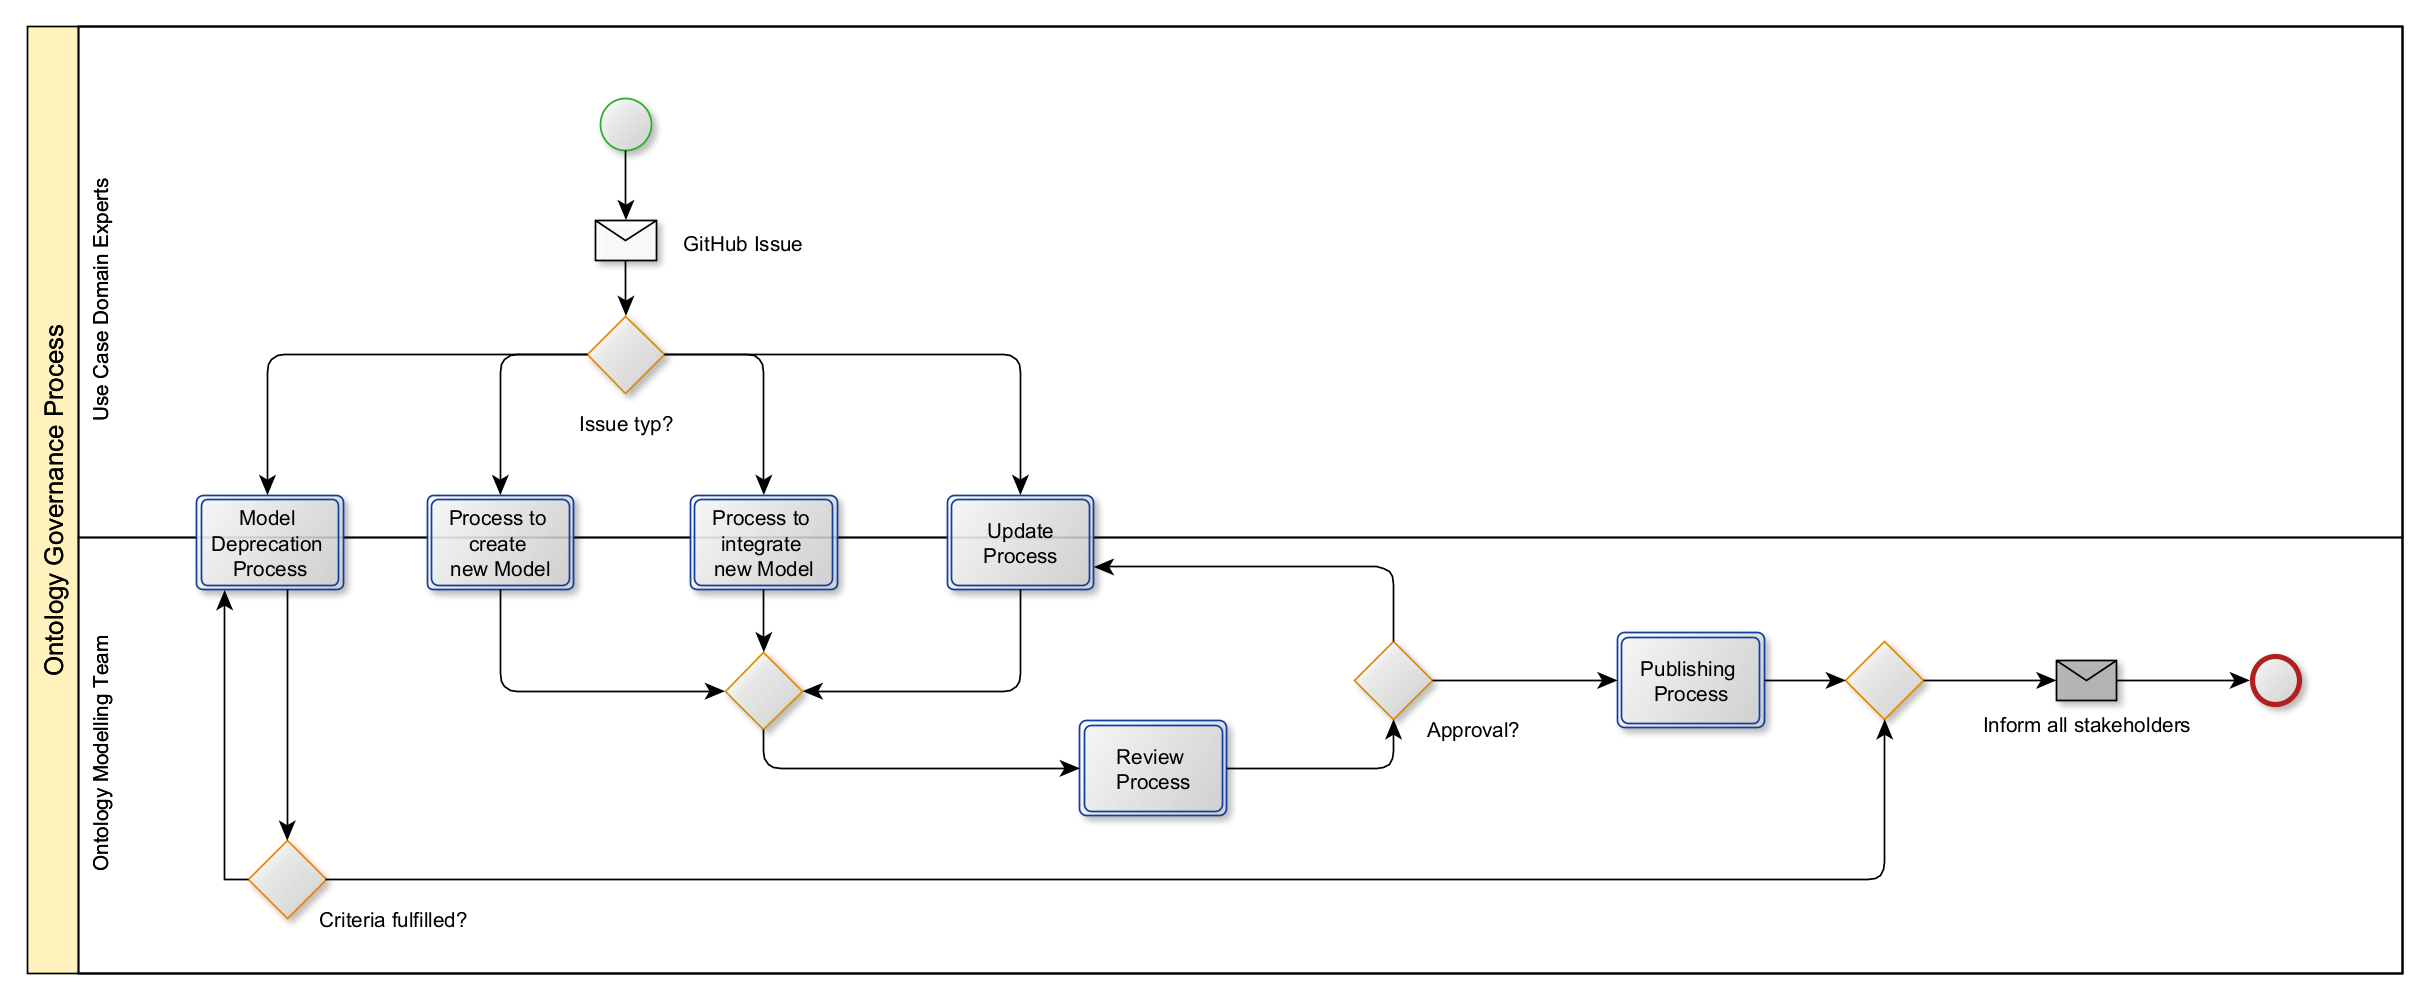 Ontology Governance Process
Use Case Domain Experts
GitHub Issue
Issue typ?
Model
Deprecation
Process
Process to
create
new Model
Process to
integrate
new Model
Update
Process
Ontology Modelling Team
Review
Process
Approval?
Publishing
Process
Inform all stakeholders
Criteria fulfilled?